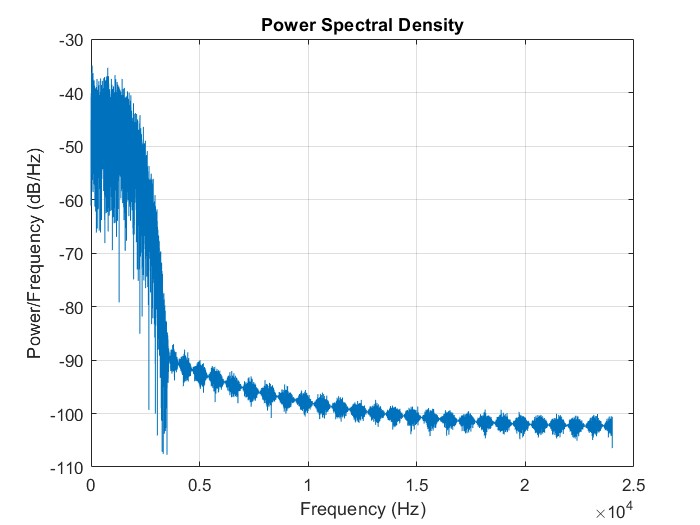 Power Spectral Density
-30
-40
-50
-60
-70
-80
-90
-100
-110
Power/Frequency (dB/Hz)
0 0.5 1 1.5 2 2.5
Frequency (Hz)
×10⁴